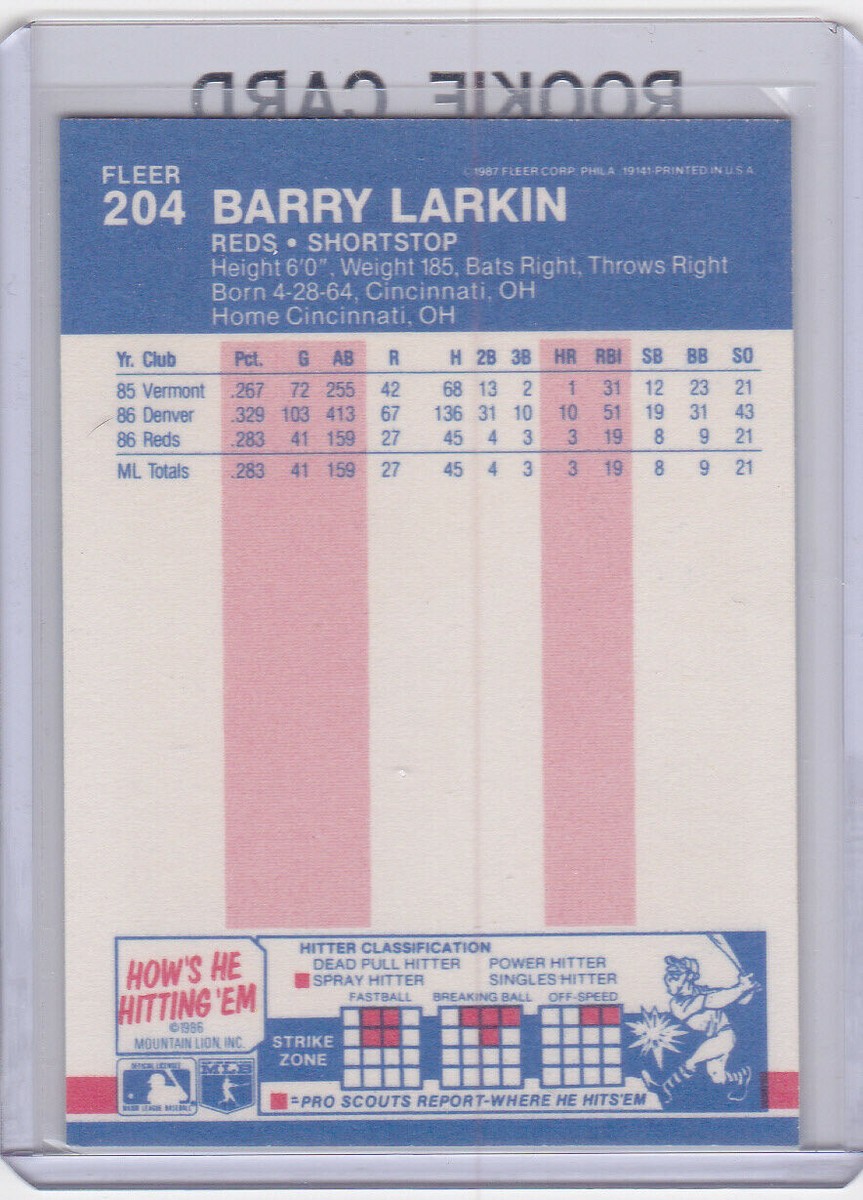 ROOKIE CARD
FLEER
©1987 FLEER CORP. PHILA. 19141-PRINTED IN U.S.A.
204 BARRY LARKIN
REDS • SHORTSTOP
Height 6'0", Weight 185, Bats Right, Throws Right
Born 4-28-64, Cincinnati, OH
Home Cincinnati, OH
Yr. Club Pct. G AB R H 2B 3B HR RBI SB BB SO
85 Vermont .267 72 255 42 68 13 2 1 31 12 23 21
86 Denver .329 103 413 67 136 31 10 10 51 19 31 43
86 Reds .283 41 159 27 45 4 3 3 19 8 9 21
ML Totals .283 41 159 27 45 4 3 3 19 8 9 21
HOW'S HE
HITTING 'EM
©1986
MOUNTAIN LION, INC.
OFFICIAL LICENSEE
MAJOR LEAGUE BASEBALL
MLB
HITTER CLASSIFICATION
DEAD PULL HITTER POWER HITTER
SPRAY HITTER SINGLES HITTER
FASTBALL BREAKING BALL OFF-SPEED
STRIKE
ZONE
=PRO SCOUTS REPORT-WHERE HE HITS'EM